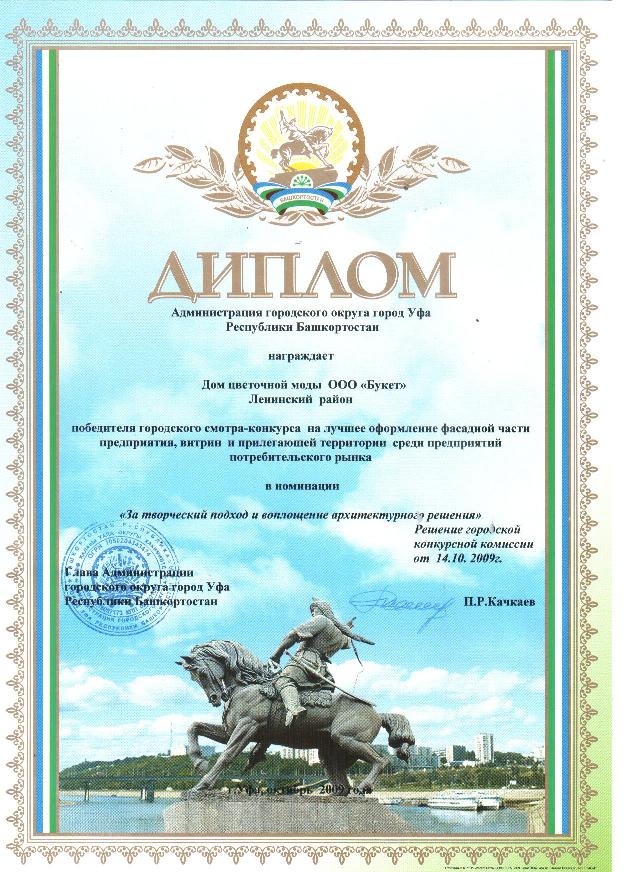 БАШКОРТОСТАН
ДИПЛОМ
Администрация городского округа город Уфа
Республики Башкортостан
награждает
Дом цветочной моды ООО «Букет»
Ленинский район
победителя городского смотра-конкурса на лучшее оформление фасадной части
предприятия, витрин и прилегающей территории среди предприятий
потребительского рынка
в номинации
«За творческий подход и воплощение архитектурного решения»
Решение городской
конкурсной комиссии
от 14.10. 2009г.
Глава Администрации
городского округа город Уфа
Республики Башкортостан
П.Р.Качкаев
г.Уфа, октябрь 2009 года